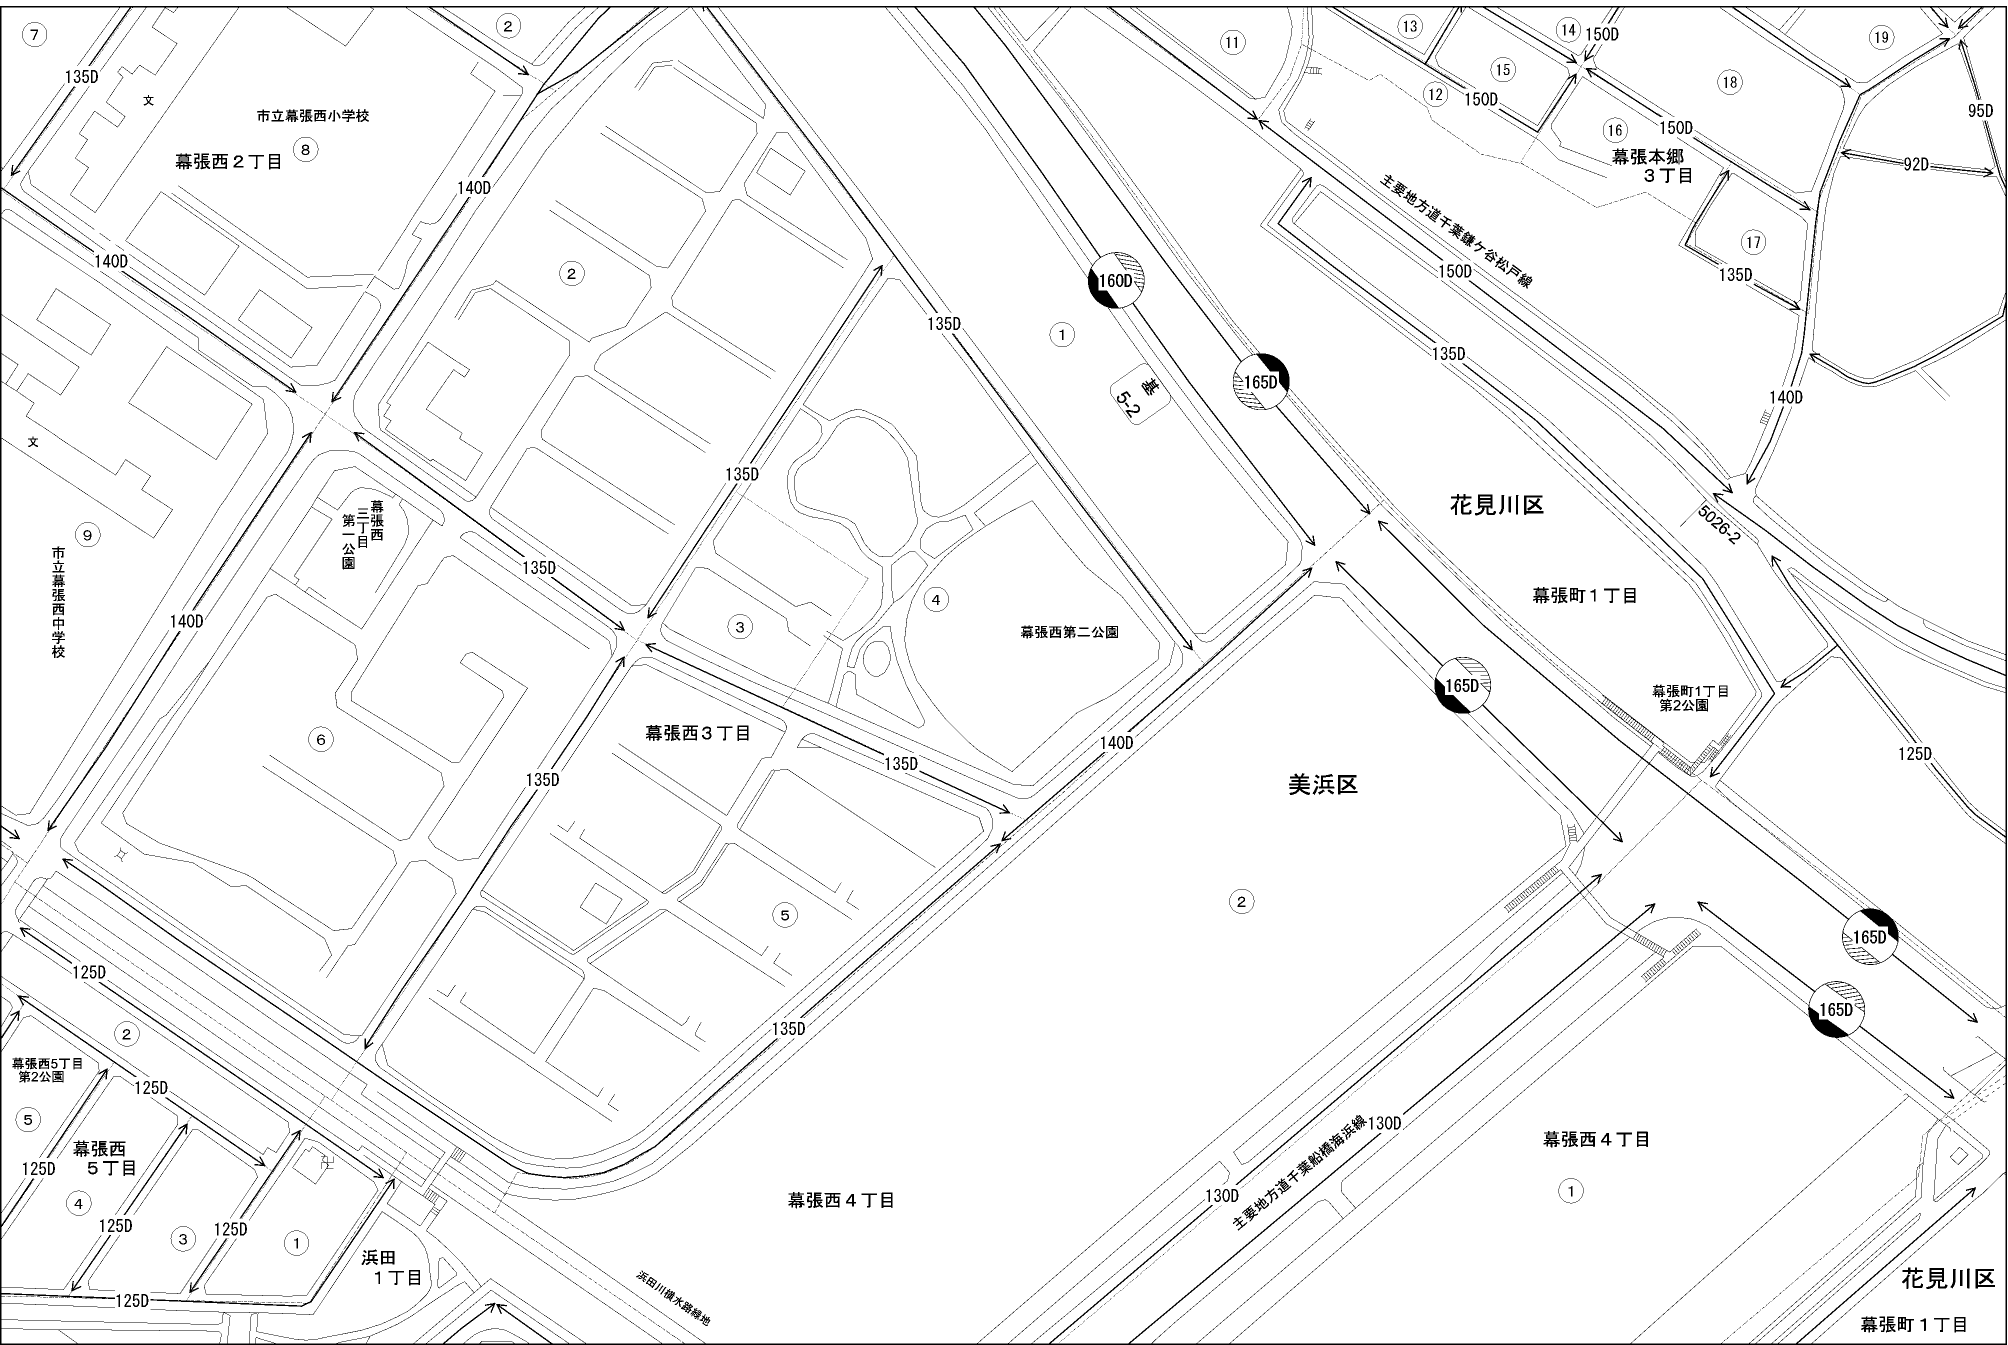 ⑦
②
⑪
⑬
⑭
150D
⑲
135D
文
市立幕張西小学校
⑧
幕張西２丁目
⑮
⑫
150D
⑱
95D
150D
⑯
幕張本郷
３丁目
92D
140D
主要地方道千葉鎌ケ谷松戸線
⑰
135D
140D
②
160D
150D
135D
①
135D
165D
140D
基
5-2
文
135D
花見川区
5026-2
幕張西
三丁目
第一公園
⑨
市立幕張西中学校
135D
140D
④
③
幕張西第二公園
幕張町１丁目
165D
幕張町1丁目
第2公園
⑥
幕張西３丁目
140D
125D
135D
135D
美浜区
②
⑤
165D
125D
165D
135D
②
幕張西5丁目
第2公園
125D
⑤
幕張西
５丁目
125D
130D
主要地方道千葉船橋海浜線
幕張西４丁目
①
④
125D
③
125D
①
卍
130D
幕張西４丁目
浜田
１丁目
125D
浜田川横水路緑地
花見川区
幕張町１丁目